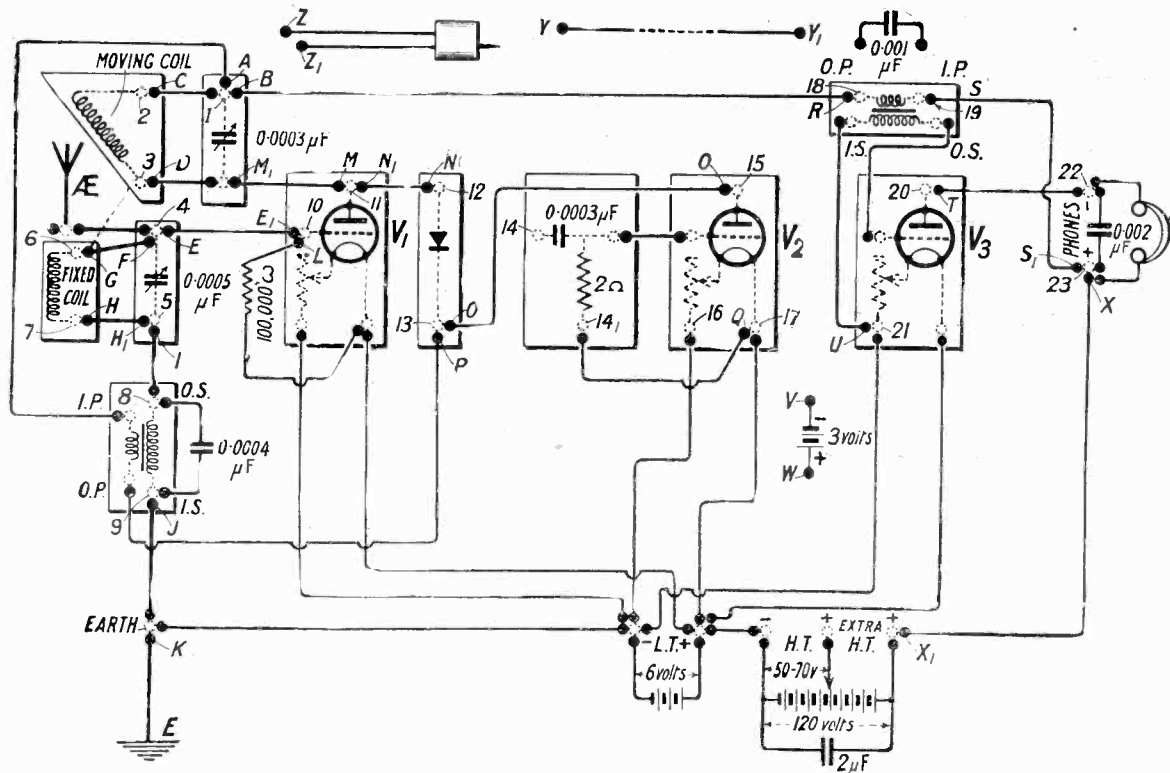 Z
Z1
Y
Y1
0·001
μF
A
B
MOVING COIL
C
2
1
0·0003 μF
3
D
M1
Æ
O.P.
I.P.
18
R
S
19
I.S.
O.S.
M
N1
N
11
12
E1
10
L
V1
4
E
F
6
G
FIXED
COIL
H
7
0·0005
μF
5
H1
I
100,000 Ω
13
O
P
14
0·0003μF
2Ω
141
O
15
V2
16
Q
17
20
T
V3
U
21
22
-
PHONES
+
0·002
μF
S1
23
X
I.P.
8
O.S.
0·0004
μF
O.P.
9
I.S.
J
V
-
3 volts
+
W
EARTH
K
E
- L.T. +
6 volts
-
+
EXTRA
+
H.T.
H.T.
X1
50-70v
120 volts
2μF